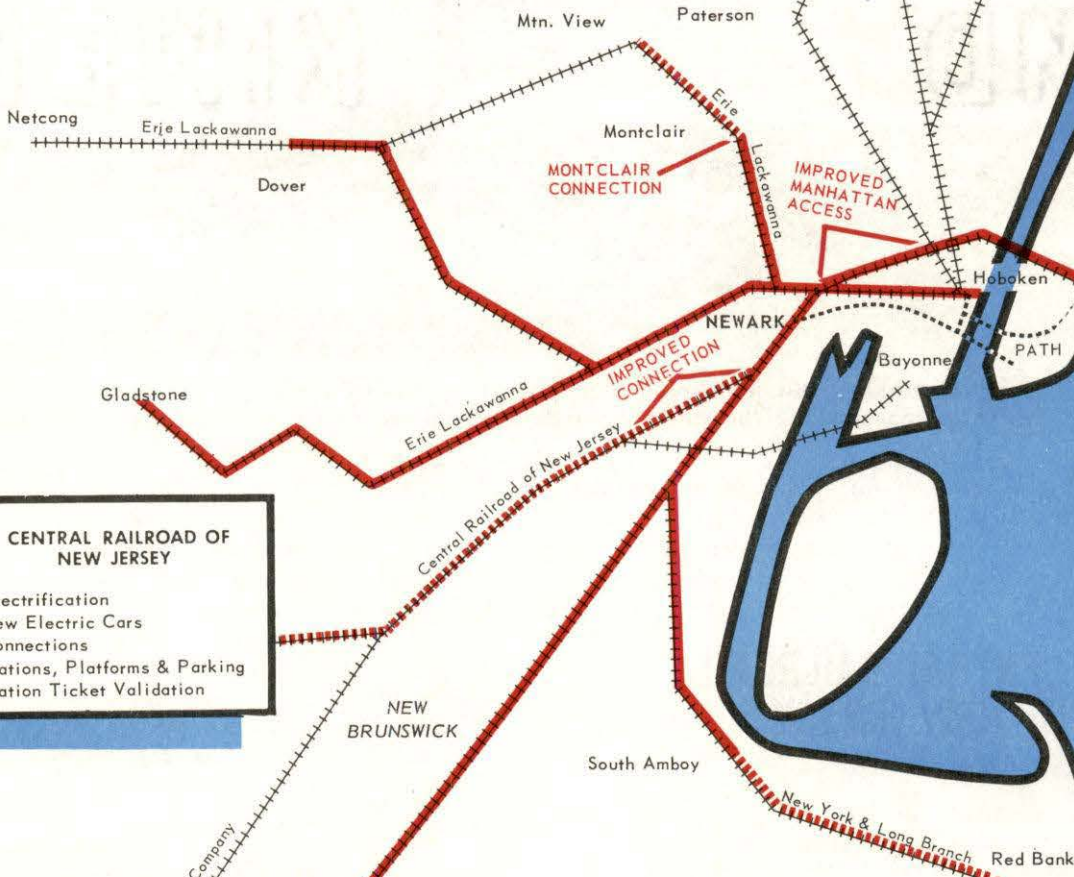 Mtn. View
Paterson
Netcong
Erie Lackawanna
Dover
Montclair
Erie
Lackawanna
MONTCLAIR
CONNECTION
IMPROVED
MANHATTAN
ACCESS
Hoboken
NEWARK
PATH
Bayonne
IMPROVED
CONNECTION
Gladstone
Erie Lackawanna
Central Railroad of New Jersey
CENTRAL RAILROAD OF
NEW JERSEY
ectrification
ew Electric Cars
onnections
ations, Platforms & Parking
ation Ticket Validation
NEW
BRUNSWICK
South Amboy
New York & Long Branch
Red Bank
Company